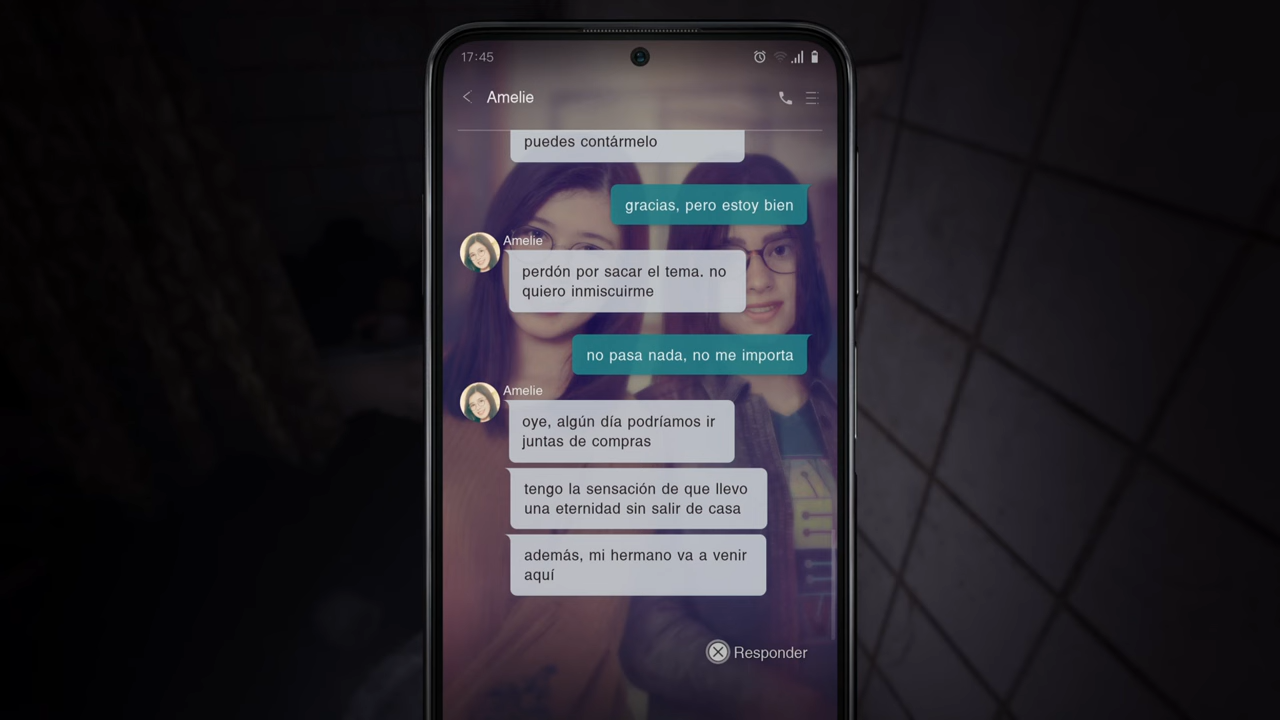 17:45
Amelie
puedes contármelo
gracias, pero estoy bien
Amelie
perdón por sacar el tema. no
quiero inmiscuirme
no pasa nada, no me importa
Amelie
oye, algún día podríamos ir
juntas de compras
tengo la sensación de que llevo
una eternidad sin salir de casa
además, mi hermano va a venir
aquí
Responder